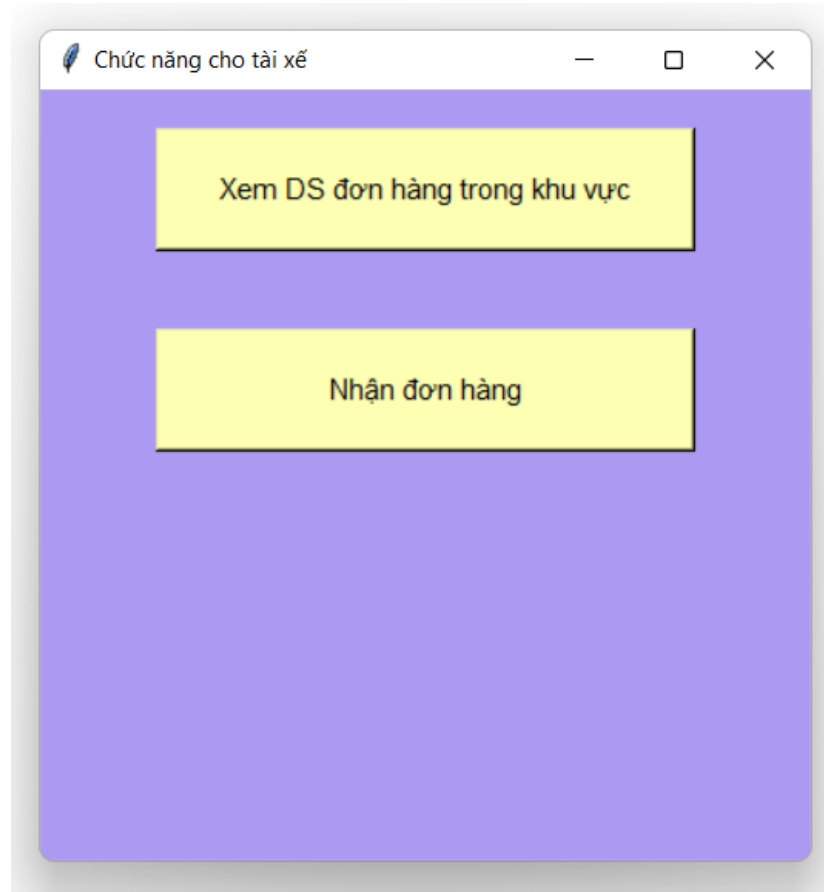 Chức năng cho tài xế
Xem DS đơn hàng trong khu vực
Nhận đơn hàng